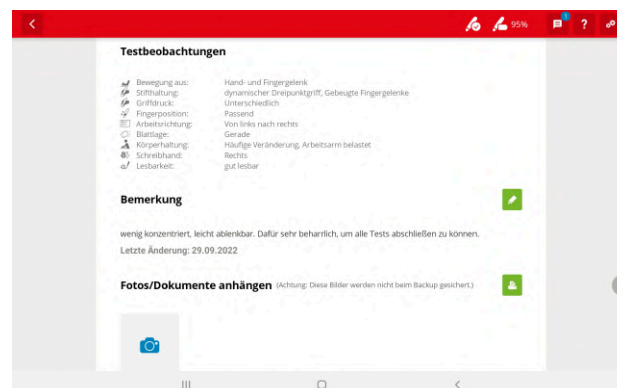 95%
1
?
Testbeobachtungen
Bewegung aus: Hand- und Fingergelenk
Stifthaltung: dynamischer Dreipunktgriff, Gebeugte Fingergelenke
Griffdruck: Unterschiedlich
Fingerposition: Passend
Arbeitsrichtung: Von links nach rechts
Blattlage: Gerade
Körperhaltung: Häufige Veränderung, Arbeitsarm belastet
Schreibhand: Rechts
Lesbarkeit: gut lesbar
Bemerkung
wenig konzentriert, leicht ablenkbar. Dafür sehr beharrlich, um alle Tests abschließen zu können.
Letzte Änderung: 29.09.2022
Fotos/Dokumente anhängen (Achtung: Diese Bilder werden nicht beim Backup gesichert.)